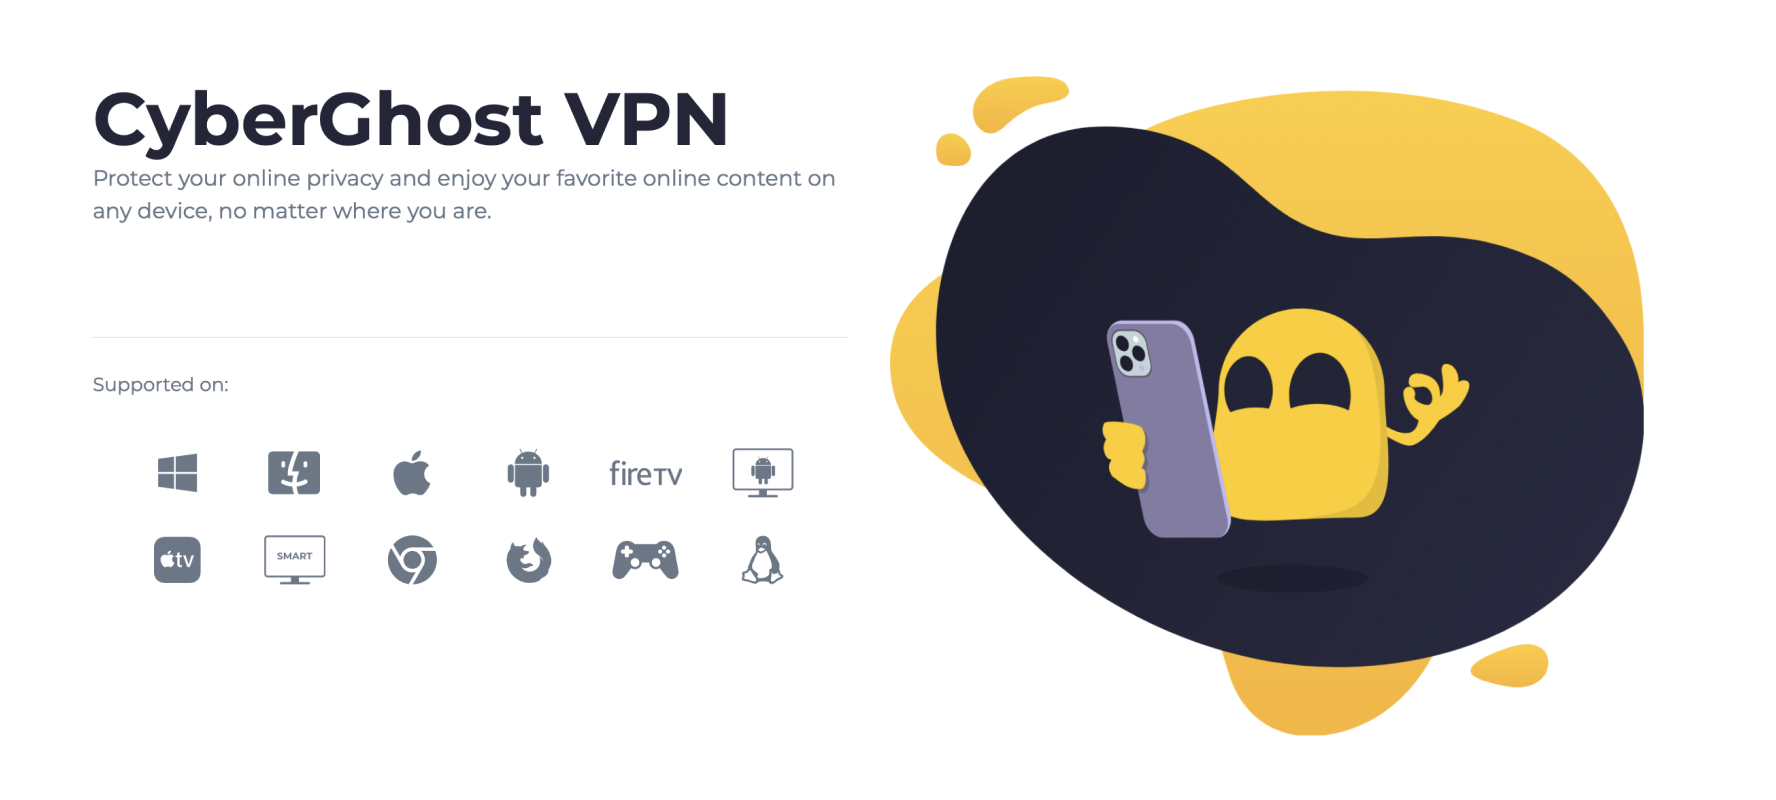 CyberGhost VPN
Protect your online privacy and enjoy your favorite online content on
any device, no matter where you are.
Supported on:
fireTV
tv
SMART